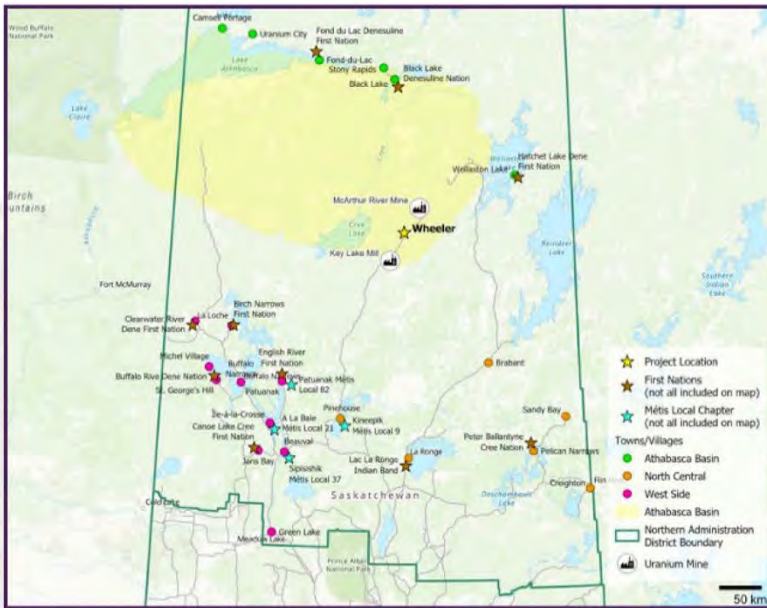 Wood Buffalo
National Park
Camsell Portage
Uranium City
Fond du Lac Denesuline
First Nation
Lake
Athabasca
Fond-du-Lac
Stony Rapids
Black Lake
Denesuline Nation
Black Lake
Lake
Claire
Hatchet Lake Dene
First Nation
Wollaston Lake
Birch
Mountains
McArthur River Mine
Wheeler
Cree
Lake
Key Lake Mill
Reindeer
Lake
Southern
Indian
Lake
Fort McMurray
Birch Narrows
First Nation
La Loche
Clearwater River
Dene First Nation
Michel Village
Buffalo
Narrows
English River
First Nation
Buffalo Rive Dene Nation
Buffalo Narrows
Patuanak Métis
Local 82
St. George's Hill
Patuanak
Brabant
Île-à-la-Crosse
A La Baie
Métis Local 21
Pinehouse
Kineepik
Métis Local 9
Sandy Bay
Canoe Lake Cree
First Nation
Beauval
Jans Bay
Sipisishik
Métis Local 37
Lac La Ronge
Indian Band
La Ronge
Peter Ballantyne
Cree Nation
Pelican Narrows
Creighton
Flin
Saskatchewan
Deschambault
Lake
Cold Lake
Green Lake
Meadow Lake
Prince Albert
National Park
Project Location
First Nations
(not all included on map)
Métis Local Chapter
(not all included on map)
Towns/Villages
Athabasca Basin
North Central
West Side
Athabasca Basin
Northern Administration
District Boundary
Uranium Mine
50 km